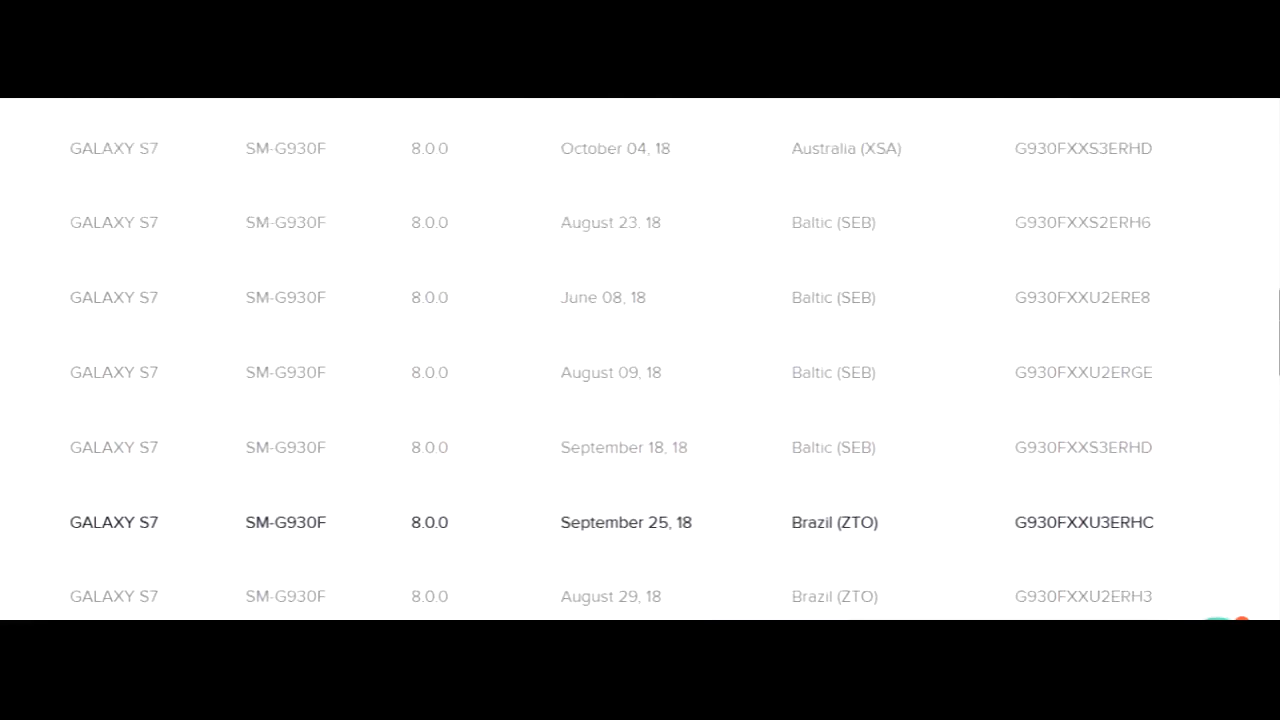 GALAXY S7 SM-G930F 8.0.0 October 04, 18 Australia (XSA) G930FXXS3ERHD
GALAXY S7 SM-G930F 8.0.0 August 23. 18 Baltic (SEB) G930FXXS2ERH6
GALAXY S7 SM-G930F 8.0.0 June 08, 18 Baltic (SEB) G930FXXU2ERE8
GALAXY S7 SM-G930F 8.0.0 August 09, 18 Baltic (SEB) G930FXXU2ERGE
GALAXY S7 SM-G930F 8.0.0 September 18, 18 Baltic (SEB) G930FXXS3ERHD
GALAXY S7 SM-G930F 8.0.0 September 25, 18 Brazil (ZTO) G930FXXU3ERHC
GALAXY S7 SM-G930F 8.0.0 August 29, 18 Brazil (ZTO) G930FXXU2ERH3